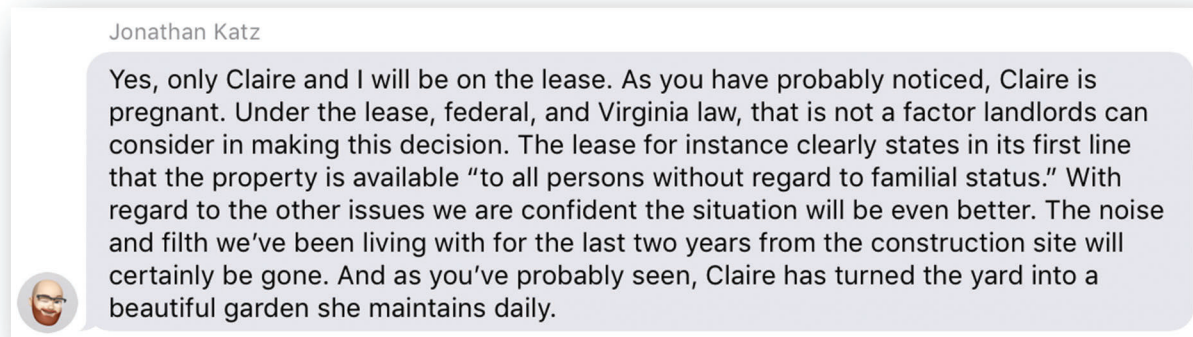 Jonathan Katz
Yes, only Claire and I will be on the lease. As you have probably noticed, Claire is
pregnant. Under the lease, federal, and Virginia law, that is not a factor landlords can
consider in making this decision. The lease for instance clearly states in its first line
that the property is available “to all persons without regard to familial status.” With
regard to the other issues we are confident the situation will be even better. The noise
and filth we’ve been living with for the last two years from the construction site will
certainly be gone. And as you’ve probably seen, Claire has turned the yard into a
beautiful garden she maintains daily.